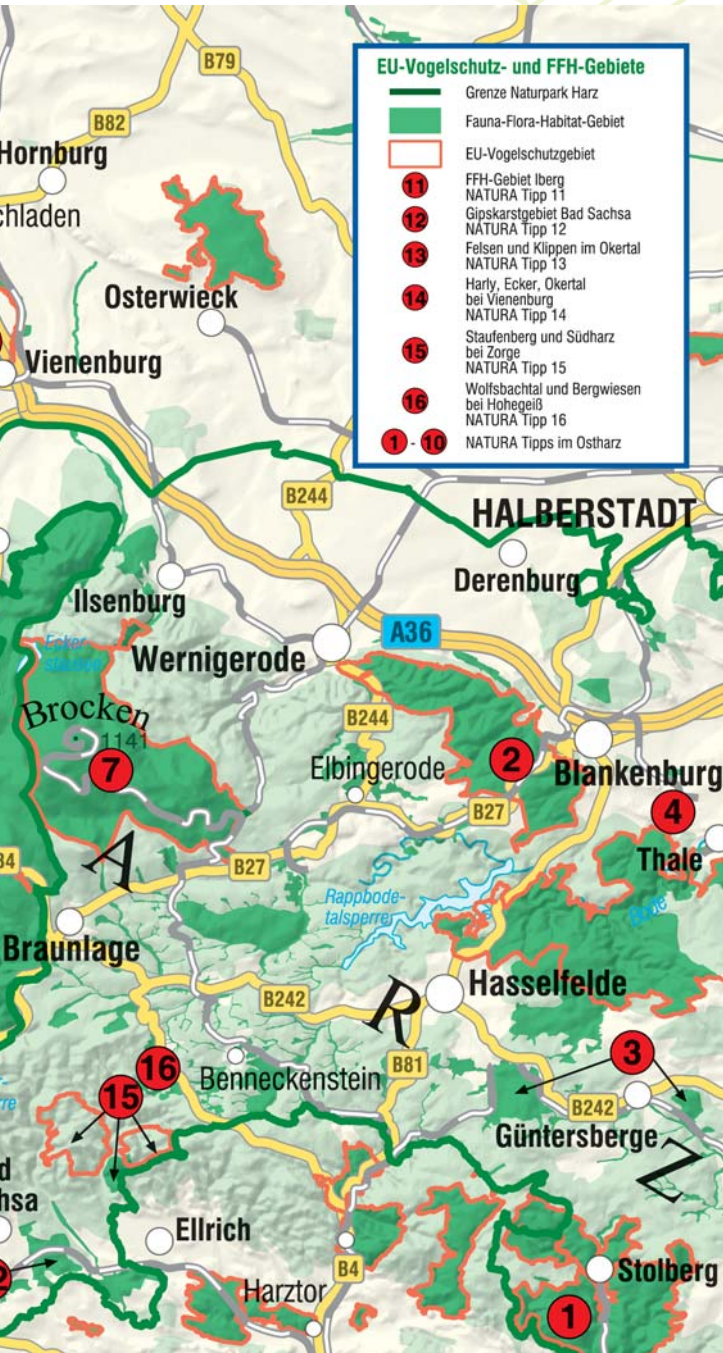 B79
B82
Hornburg
chladen
Osterwieck
Vienenburg
EU-Vogelschutz- und FFH-Gebiete
Grenze Naturpark Harz
Fauna-Flora-Habitat-Gebiet
EU-Vogelschutzgebiet
11 FFH-Gebiet Iberg
NATURA Tipp 11
12 Gipskarstgebiet Bad Sachsa
NATURA Tipp 12
13 Felsen und Klippen im Okertal
NATURA Tipp 13
14 Harly, Ecker, Okertal
bei Vienenburg
NATURA Tipp 14
15 Staufenberg und Südharz
bei Zorge
NATURA Tipp 15
16 Wolfsbachtal und Bergwiesen
bei Hohegeiß
NATURA Tipp 16
1 - 10 NATURA Tipps im Ostharz
B244
HALBERSTADT
Derenburg
Ilsenburg
A36
Wernigerode
Ecker-
stausee
Brocken
1141
7
B244
Elbingerode
2
Blankenburg
B27
4
Thale
A
B27
Rappbode-
talsperre
Bode
Braunlage
Hasselfelde
B242
R
16
3
15
Benneckenstein
B81
B242
Güntersberge
Z
d
hsa
Ellrich
B4
Stolberg
2
Harztor
1